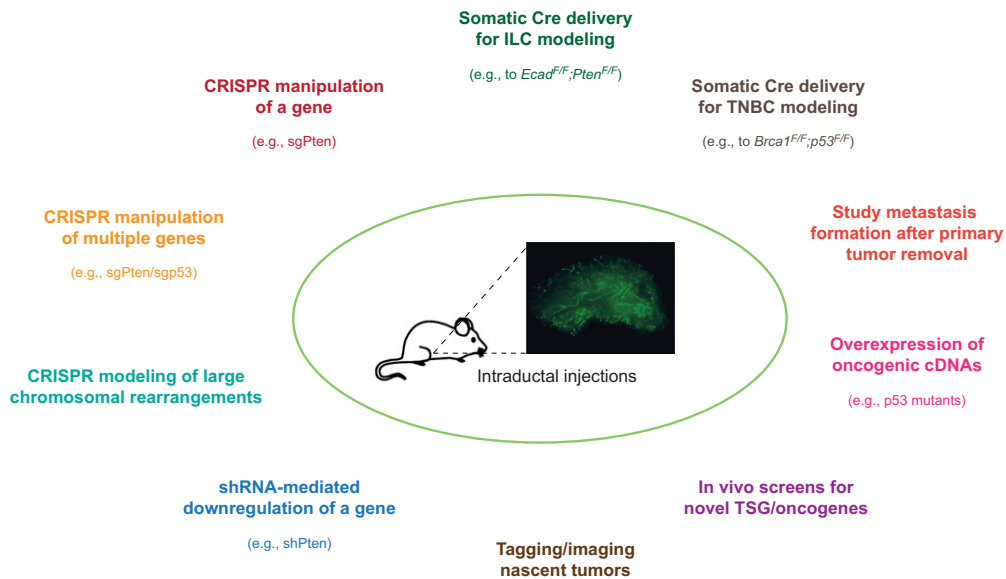 Somatic Cre delivery
for ILC modeling
(e.g., to Ecad^F/F;Pten^F/F)
CRISPR manipulation
of a gene
(e.g., sgPten)
Somatic Cre delivery
for TNBC modeling
(e.g., to Brca1^F/F;p53^F/F)
CRISPR manipulation
of multiple genes
(e.g., sgPten/sgp53)
Study metastasis
formation after primary
tumor removal
Intraductal injections
CRISPR modeling of large
chromosomal rearrangements
Overexpression of
oncogenic cDNAs
(e.g., p53 mutants)
shRNA-mediated
downregulation of a gene
(e.g., shPten)
In vivo screens for
novel TSG/oncogenes
Tagging/imaging
nascent tumors